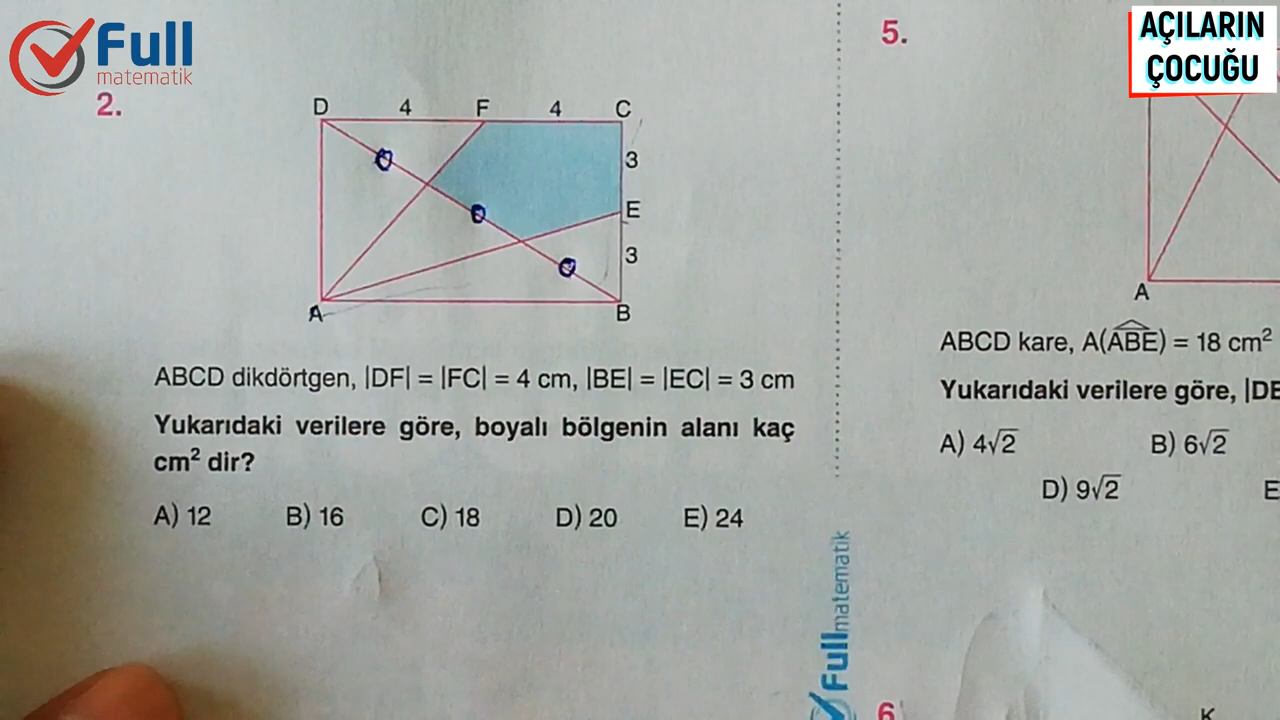 Full
matematik
AÇILARIN
ÇOCUĞU
2.
D 4 F 4 C
3
E
3
A B
ABCD dikdörtgen, |DF| = |FC| = 4 cm, |BE| = |EC| = 3 cm
Yukarıdaki verilere göre, boyalı bölgenin alanı kaç
cm² dir?
A) 12 B) 16 C) 18 D) 20 E) 24
Fullmatematik
5.
A
ABCD kare, A(ABE) = 18 cm²
Yukarıdaki verilere göre, |DE
A) 4√2 B) 6√2
D) 9√2 E
6
K